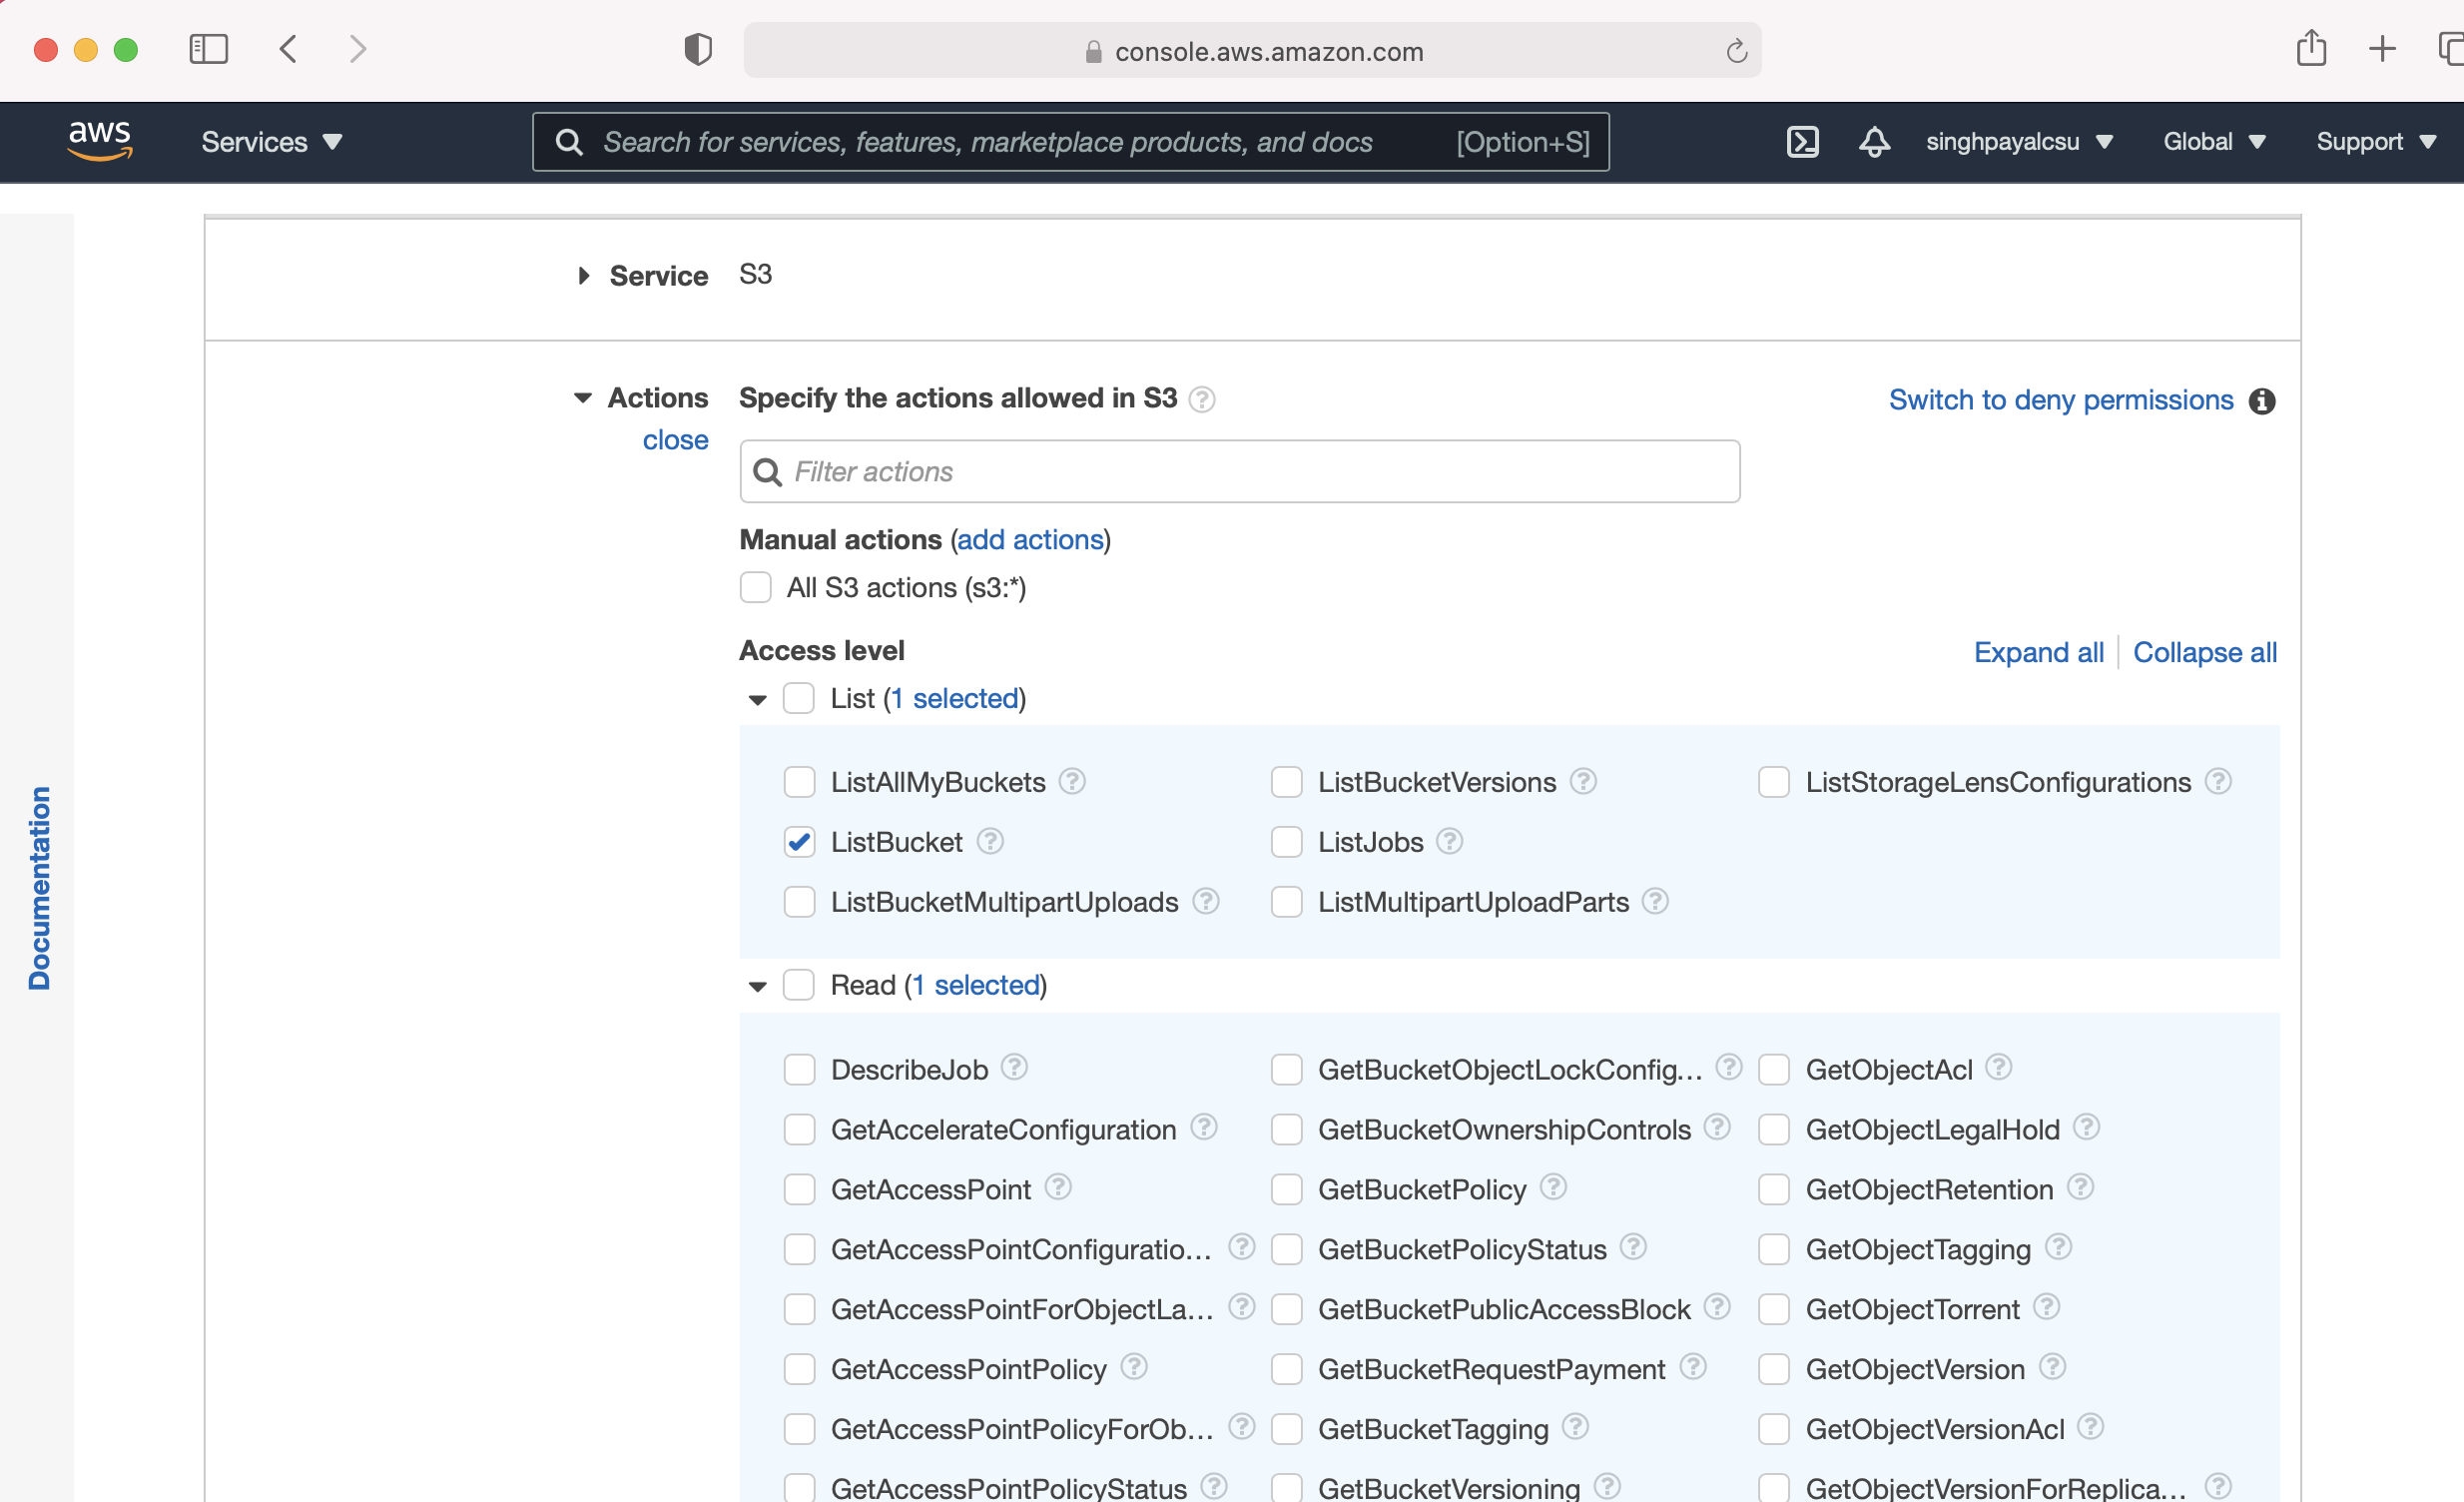 console.aws.amazon.com
aws Services Search for services, features, marketplace products, and docs [Option+S] singhpayalcsu Global Support
Documentation
Service S3
Actions Specify the actions allowed in S3 Switch to deny permissions
close
Filter actions
Manual actions (add actions)
All S3 actions (s3:*)
Access level Expand all Collapse all
List (1 selected)
ListAllMyBuckets ListBucketVersions ListStorageLensConfigurations
ListBucket ListJobs
ListBucketMultipartUploads ListMultipartUploadParts
Read (1 selected)
DescribeJob GetBucketObjectLockConfig... GetObjectAcl
GetAccelerateConfiguration GetBucketOwnershipControls GetObjectLegalHold
GetAccessPoint GetBucketPolicy GetObjectRetention
GetAccessPointConfiguratio... GetBucketPolicyStatus GetObjectTagging
GetAccessPointForObjectLa... GetBucketPublicAccessBlock GetObjectTorrent
GetAccessPointPolicy GetBucketRequestPayment GetObjectVersion
GetAccessPointPolicyForOb... GetBucketTagging GetObjectVersionAcl
GetAccessPointPolicyStatus GetBucketVersioning GetObjectVersionForReplica...